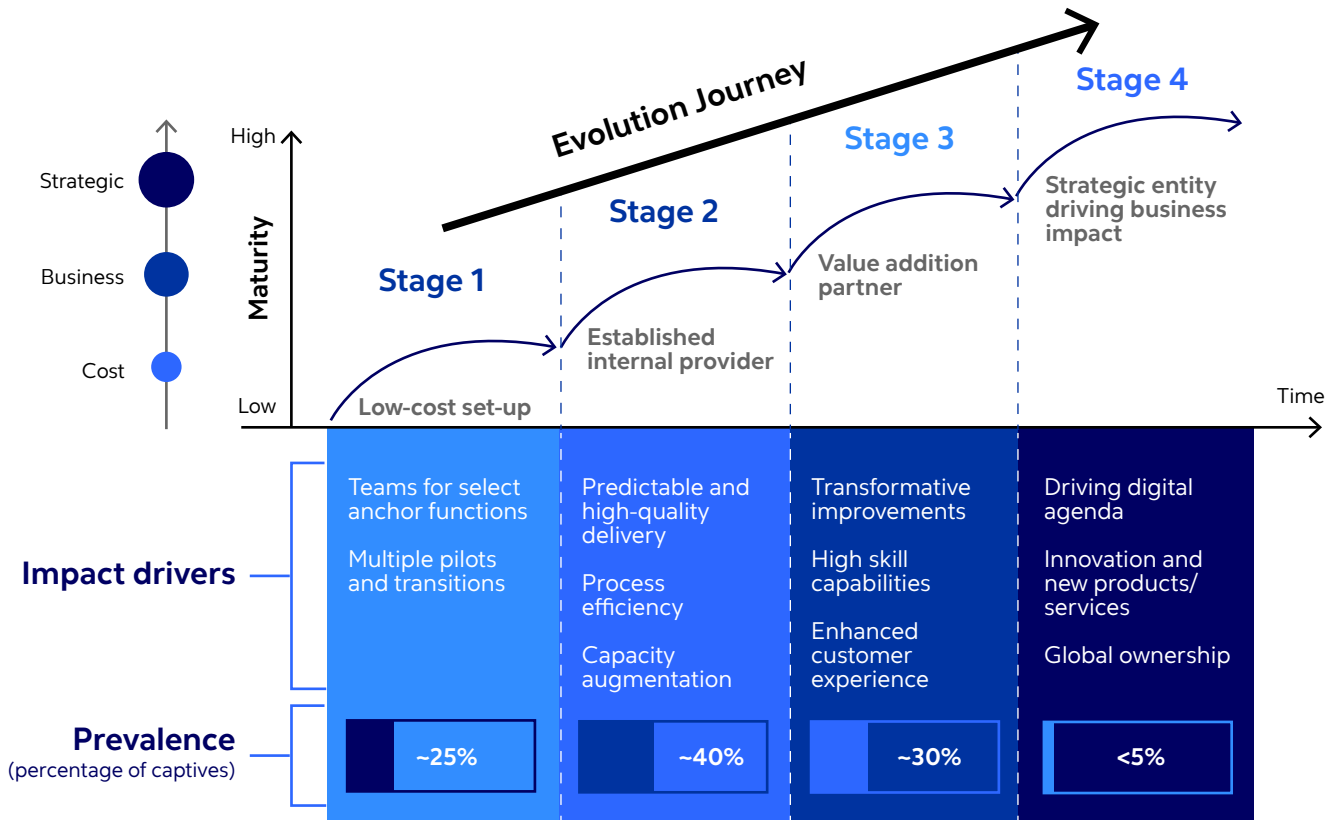 Evolution Journey
Strategic
Business
Cost
High
Maturity
Low
Time
Stage 1
Low-cost set-up
Stage 2
Established
internal provider
Stage 3
Value addition
partner
Stage 4
Strategic entity
driving business
impact
Impact drivers
Teams for select
anchor functions
Multiple pilots
and transitions
Predictable and
high-quality
delivery
Process
efficiency
Capacity
augmentation
Transformative
improvements
High skill
capabilities
Enhanced
customer
experience
Driving digital
agenda
Innovation and
new products/
services
Global ownership
Prevalence
(percentage of captives)
~25%
~40%
~30%
<5%